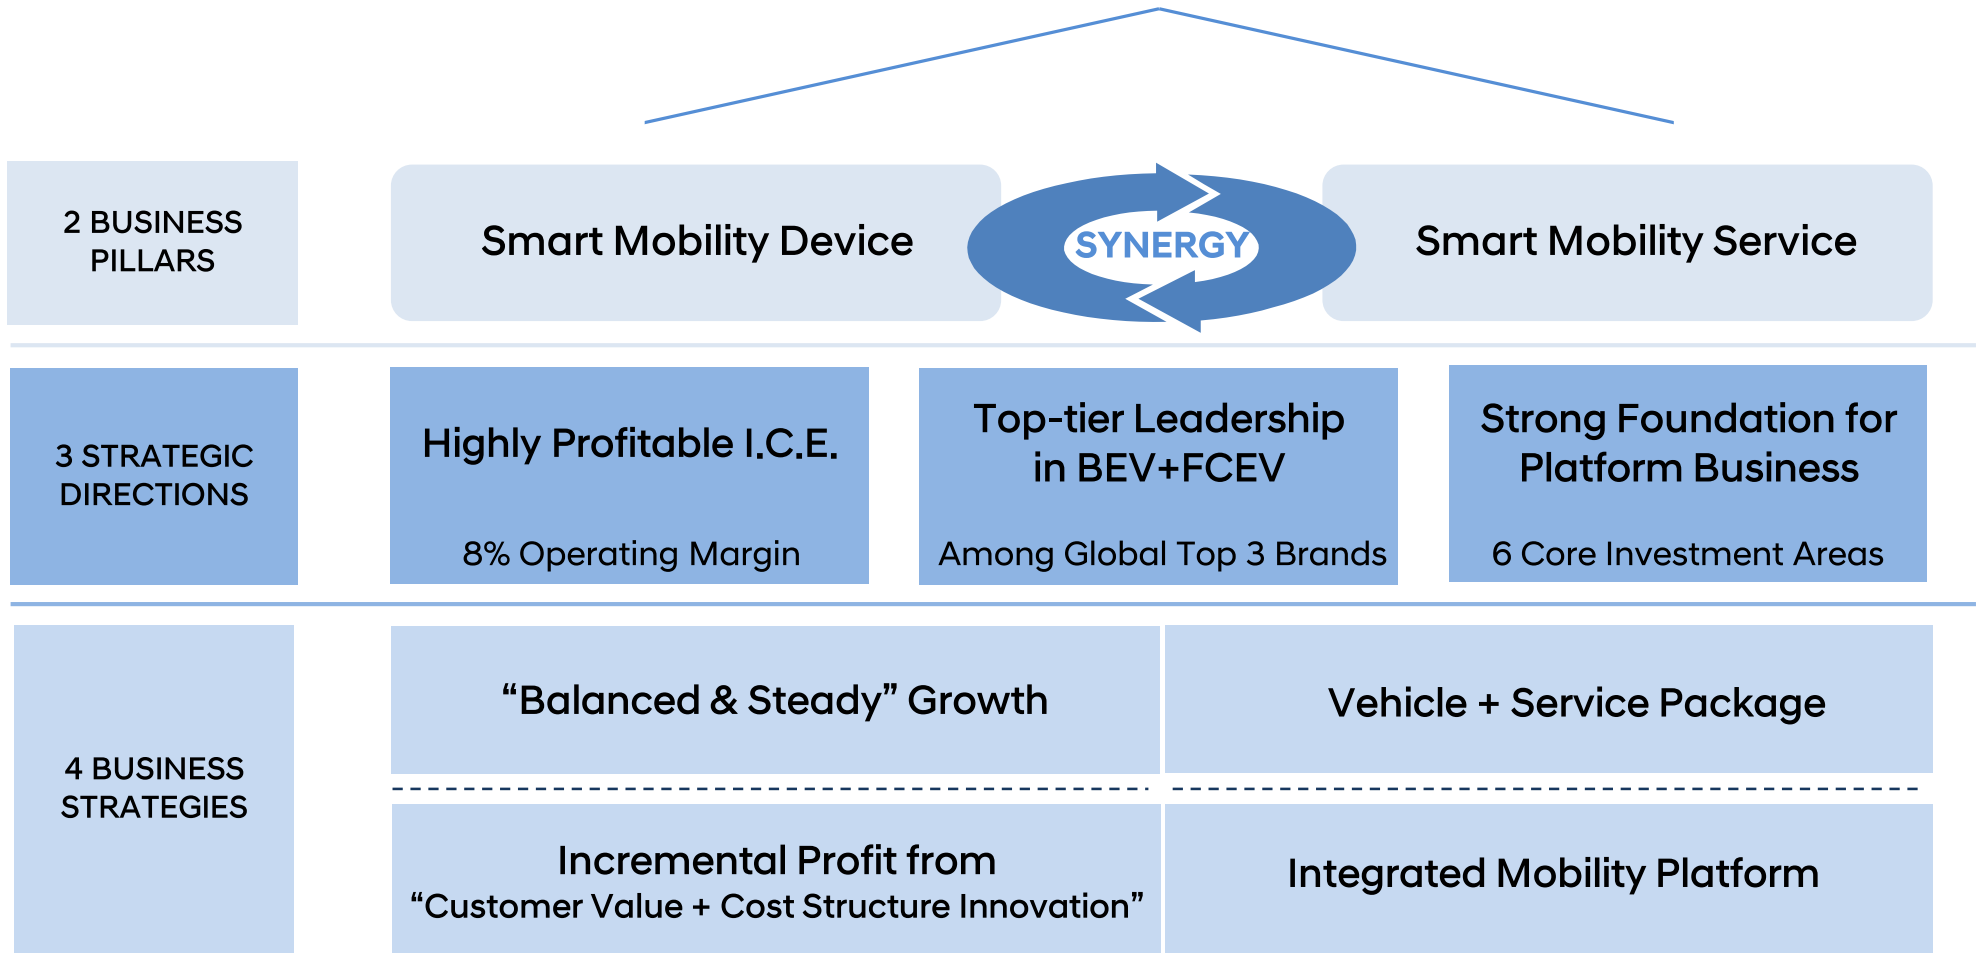 2 BUSINESS
PILLARS
Smart Mobility Device
SYNERGY
Smart Mobility Service
3 STRATEGIC
DIRECTIONS
Highly Profitable I.C.E.
8% Operating Margin
Top-tier Leadership
in BEV+FCEV
Among Global Top 3 Brands
Strong Foundation for
Platform Business
6 Core Investment Areas
4 BUSINESS
STRATEGIES
“Balanced & Steady” Growth
Vehicle + Service Package
Incremental Profit from
“Customer Value + Cost Structure Innovation”
Integrated Mobility Platform